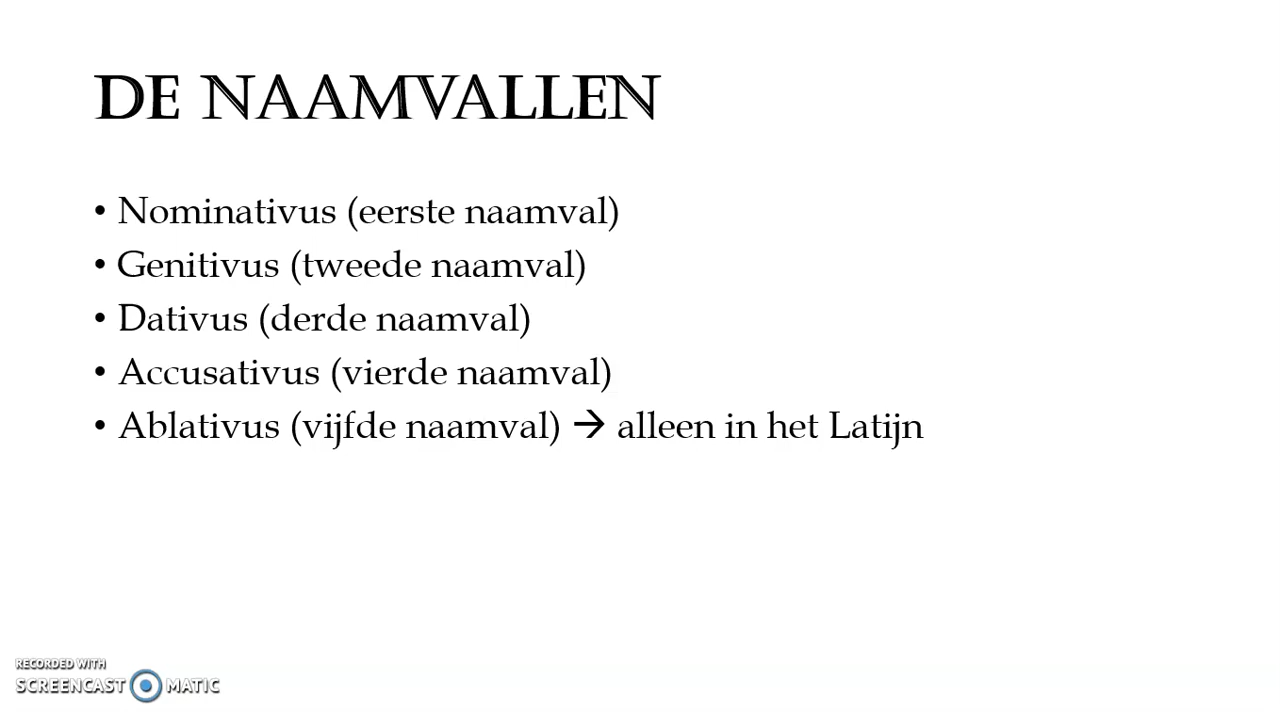 DE NAAMVALLEN
• Nominativus (eerste naamval)
• Genitivus (tweede naamval)
• Dativus (derde naamval)
• Accusativus (vierde naamval)
• Ablativus (vijfde naamval) → alleen in het Latijn
RECORDED WITH
SCREENCAST MATIC